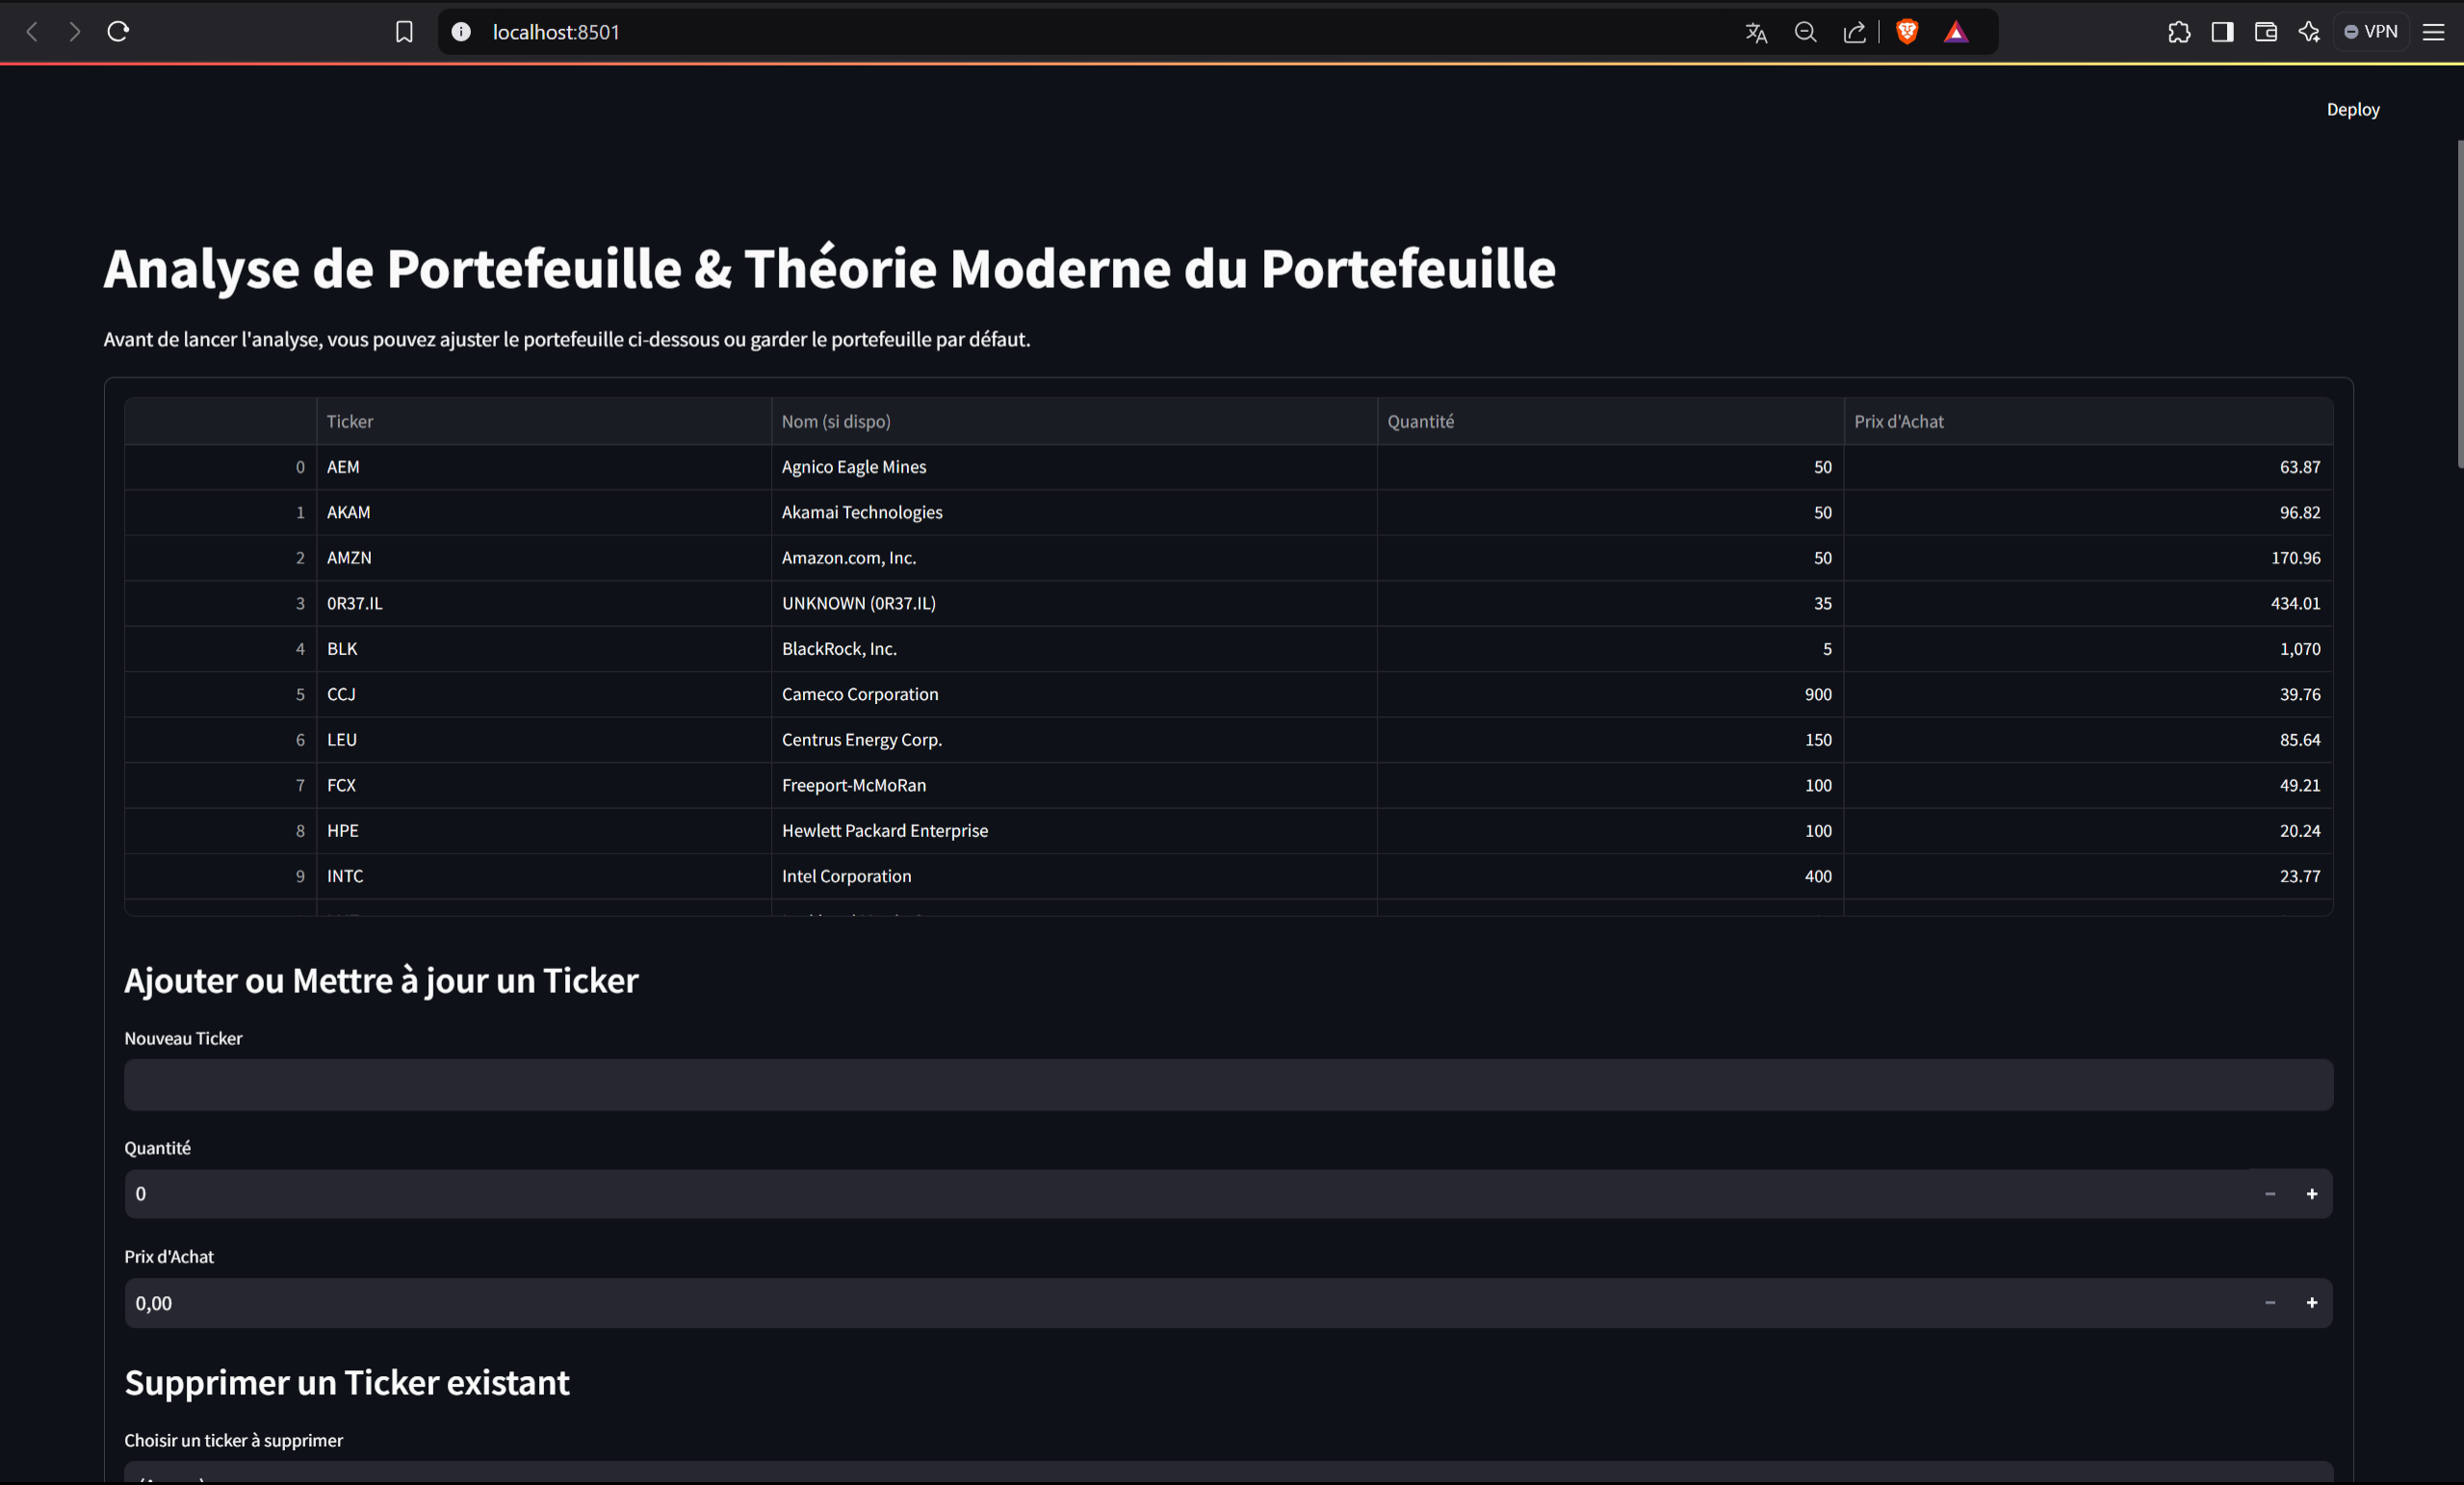 localhost:8501
VPN
Deploy
Analyse de Portefeuille & Théorie Moderne du Portefeuille
Avant de lancer l'analyse, vous pouvez ajuster le portefeuille ci-dessous ou garder le portefeuille par défaut.
Ticker Nom (si dispo) Quantité Prix d'Achat
0 AEM Agnico Eagle Mines 50 63.87
1 AKAM Akamai Technologies 50 96.82
2 AMZN Amazon.com, Inc. 50 170.96
3 0R37.IL UNKNOWN (0R37.IL) 35 434.01
4 BLK BlackRock, Inc. 5 1,070
5 CCJ Cameco Corporation 900 39.76
6 LEU Centrus Energy Corp. 150 85.64
7 FCX Freeport-McMoRan 100 49.21
8 HPE Hewlett Packard Enterprise 100 20.24
9 INTC Intel Corporation 400 23.77
Ajouter ou Mettre à jour un Ticker
Nouveau Ticker
Quantité
0
Prix d'Achat
0,00
Supprimer un Ticker existant
Choisir un ticker à supprimer